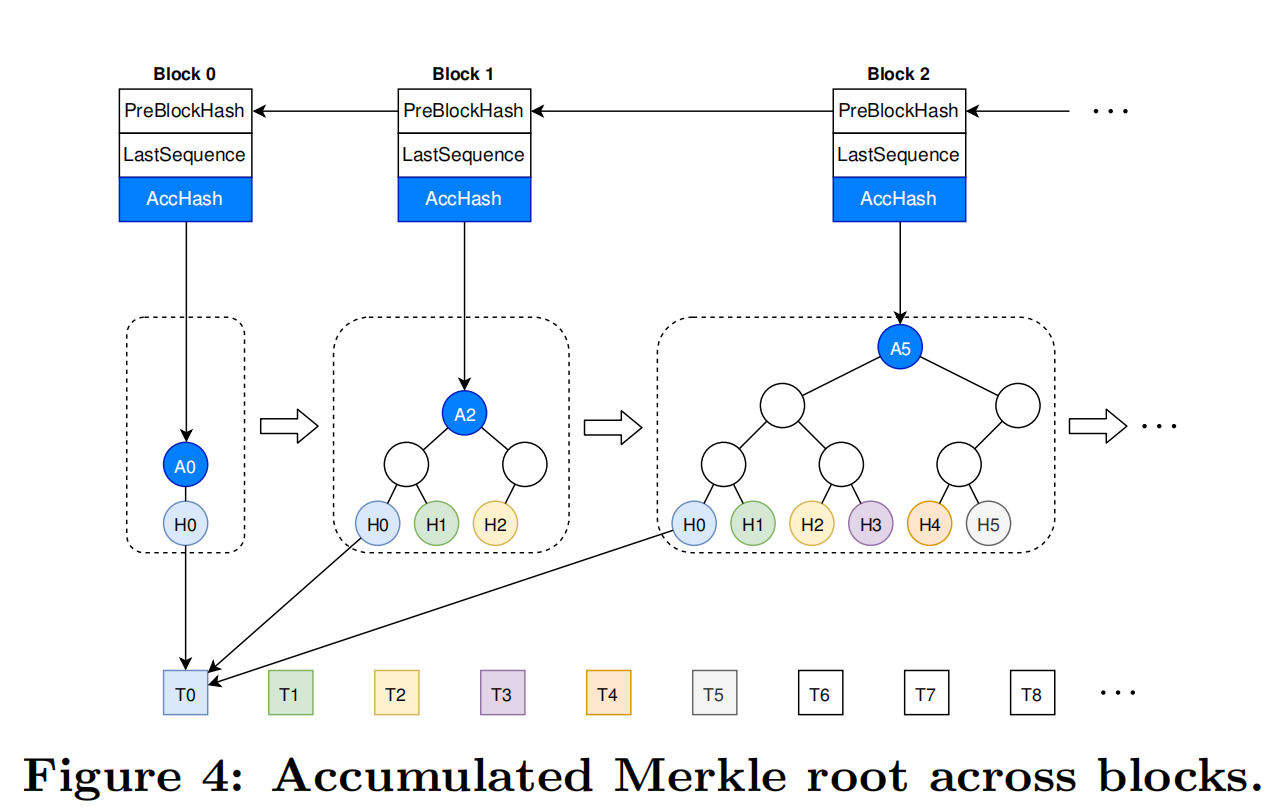 Block 0 Block 1 Block 2
PreBlockHash PreBlockHash PreBlockHash ...
LastSequence LastSequence LastSequence
AccHash AccHash AccHash
A5
A2
...
A0
H0 H0 H1 H2 H0 H1 H2 H3 H4 H5
T0 T1 T2 T3 T4 T5 T6 T7 T8 ...
Figure 4: Accumulated Merkle root across blocks.